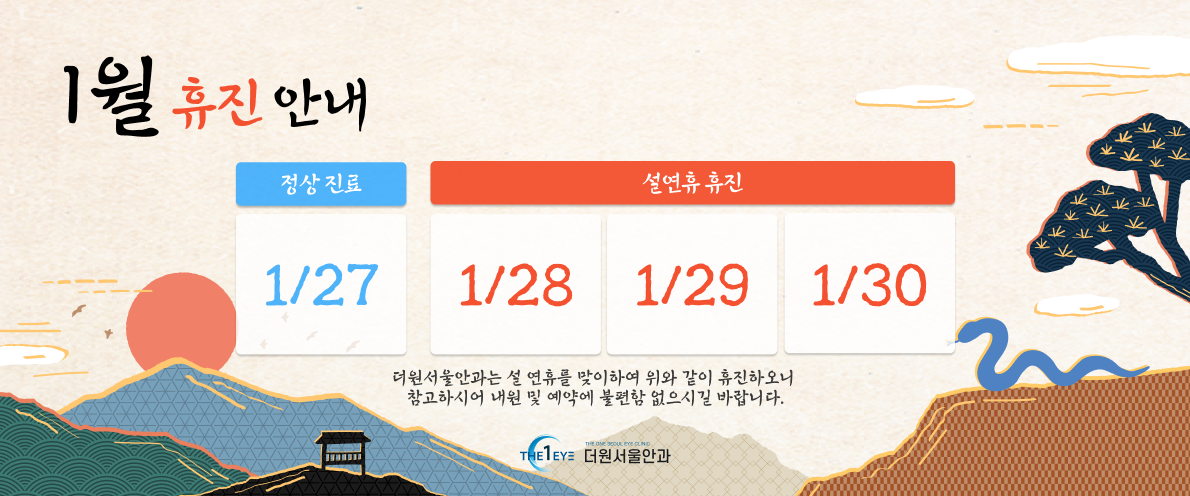 1월 휴진 안내
정상 진료
설연휴 휴진
1/27
1/28
1/29
1/30
더원서울안과는 설 연휴를 맞이하여 위와 같이 휴진하오니
참고하시어 내원 및 예약에 불편함 없으시길 바랍니다.
THE 1 EYE
THE ONE SEOUL EYE CLINIC
더원서울안과